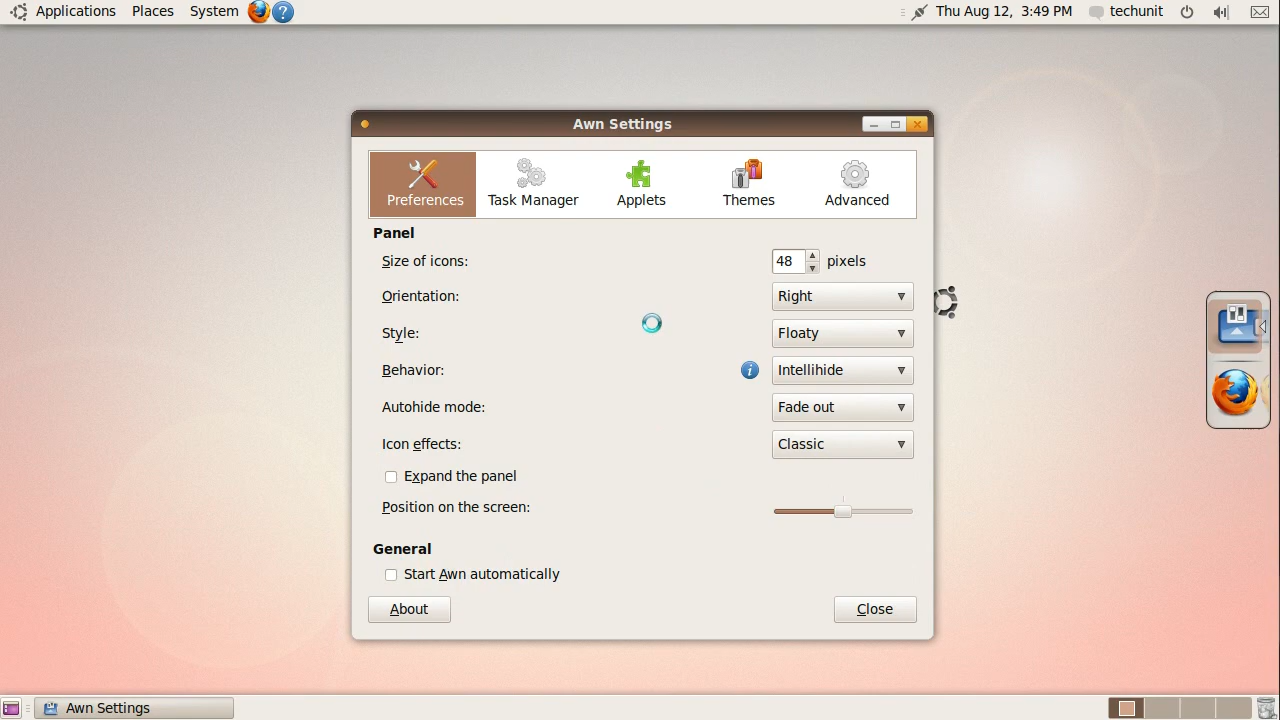 Applications Places System Thu Aug 12, 3:49 PM techunit
Awn Settings
Preferences Task Manager Applets Themes Advanced
Panel
Size of icons: 48 pixels
Orientation: Right
Style: Floaty
Behavior: Intellihide
Autohide mode: Fade out
Icon effects: Classic
Expand the panel
Position on the screen:
General
Start Awn automatically
About Close
Awn Settings